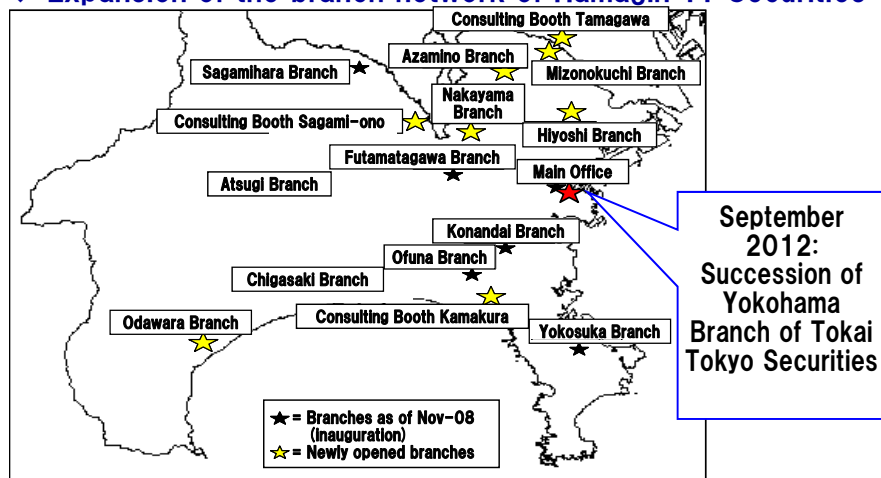 Expansion of the branch network of Hamagin TT Securities
Consulting Booth Tamagawa
Azamino Branch
Sagamihara Branch
Mizonokuchi Branch
Nakayama
Branch
Consulting Booth Sagami-ono
Hiyoshi Branch
Futamatagawa Branch
Main Office
Atsugi Branch
September
2012:
Succession of
Yokohama
Branch of Tokai
Tokyo Securities
Konandai Branch
Ofuna Branch
Chigasaki Branch
Odawara Branch
Consulting Booth Kamakura
Yokosuka Branch
★= Branches as of Nov-08
(inauguration)
☆= Newly opened branches